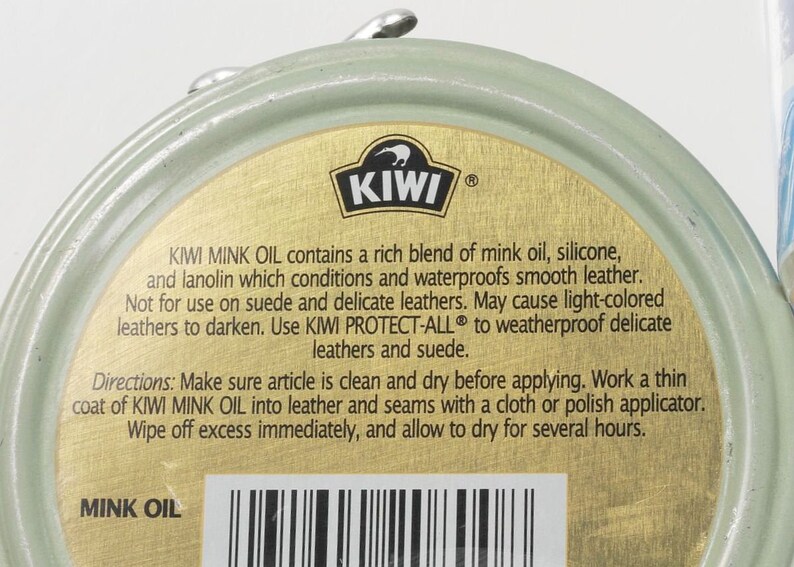 KIWI®
KIWI MINK OIL contains a rich blend of mink oil, silicone,
and lanolin which conditions and waterproofs smooth leather.
Not for use on suede and delicate leathers. May cause light-colored
leathers to darken. Use KIWI PROTECT-ALL® to weatherproof delicate
leathers and suede.
Directions: Make sure article is clean and dry before applying. Work a thin
coat of KIWI MINK OIL into leather and seams with a cloth or polish applicator.
Wipe off excess immediately, and allow to dry for several hours.
MINK OIL